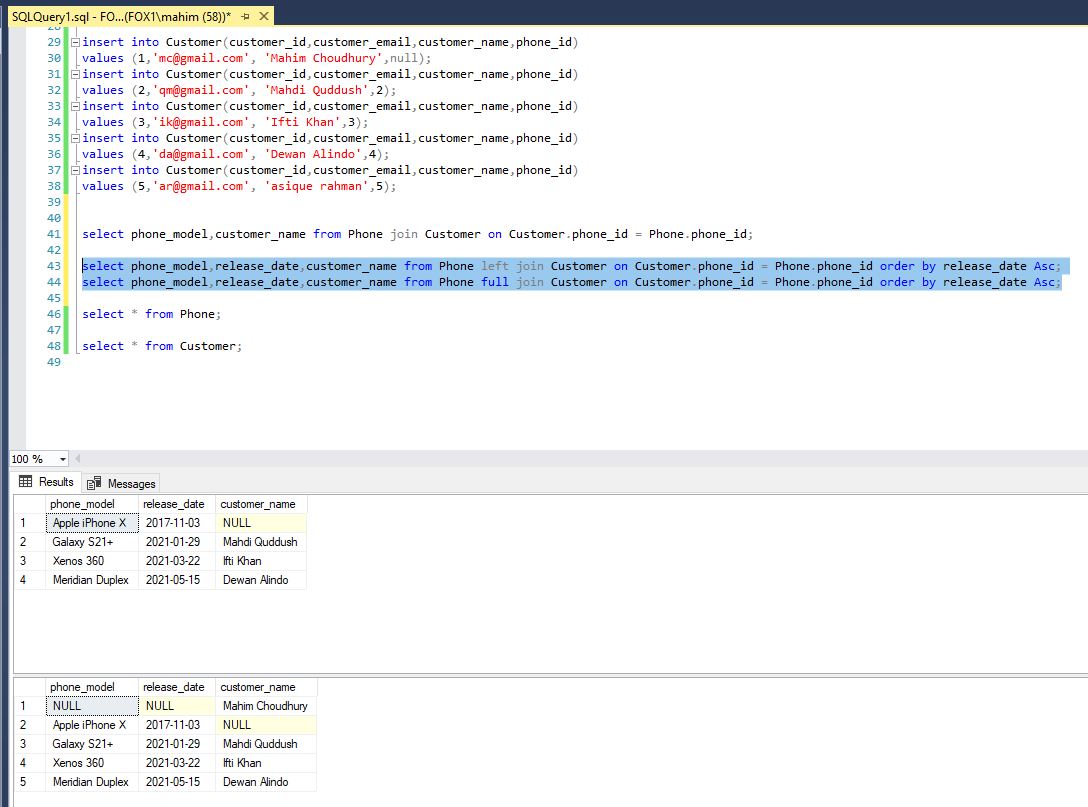 SQLQuery1.sql - FO...(FOX1\mahim (58))*
29 insert into Customer(customer_id,customer_email,customer_name,phone_id)
30 values (1,'mc@gmail.com', 'Mahim Choudhury',null);
31 insert into Customer(customer_id,customer_email,customer_name,phone_id)
32 values (2,'qm@gmail.com', 'Mahdi Quddush',2);
33 insert into Customer(customer_id,customer_email,customer_name,phone_id)
34 values (3,'ik@gmail.com', 'Ifti Khan',3);
35 insert into Customer(customer_id,customer_email,customer_name,phone_id)
36 values (4,'da@gmail.com', 'Dewan Alindo',4);
37 insert into Customer(customer_id,customer_email,customer_name,phone_id)
38 values (5,'ar@gmail.com', 'asique rahman',5);
39
40
41 select phone_model,customer_name from Phone join Customer on Customer.phone_id = Phone.phone_id;
42
43 select phone_model,release_date,customer_name from Phone left join Customer on Customer.phone_id = Phone.phone_id order by release_date Asc;
44 select phone_model,release_date,customer_name from Phone full join Customer on Customer.phone_id = Phone.phone_id order by release_date Asc;
45
46 select * from Phone;
47
48 select * from Customer;
49
100 %
Results Messages
phone_model release_date customer_name
1 Apple iPhone X 2017-11-03 NULL
2 Galaxy S21+ 2021-01-29 Mahdi Quddush
3 Xenos 360 2021-03-22 Ifti Khan
4 Meridian Duplex 2021-05-15 Dewan Alindo
phone_model release_date customer_name
1 NULL NULL Mahim Choudhury
2 Apple iPhone X 2017-11-03 NULL
3 Galaxy S21+ 2021-01-29 Mahdi Quddush
4 Xenos 360 2021-03-22 Ifti Khan
5 Meridian Duplex 2021-05-15 Dewan Alindo